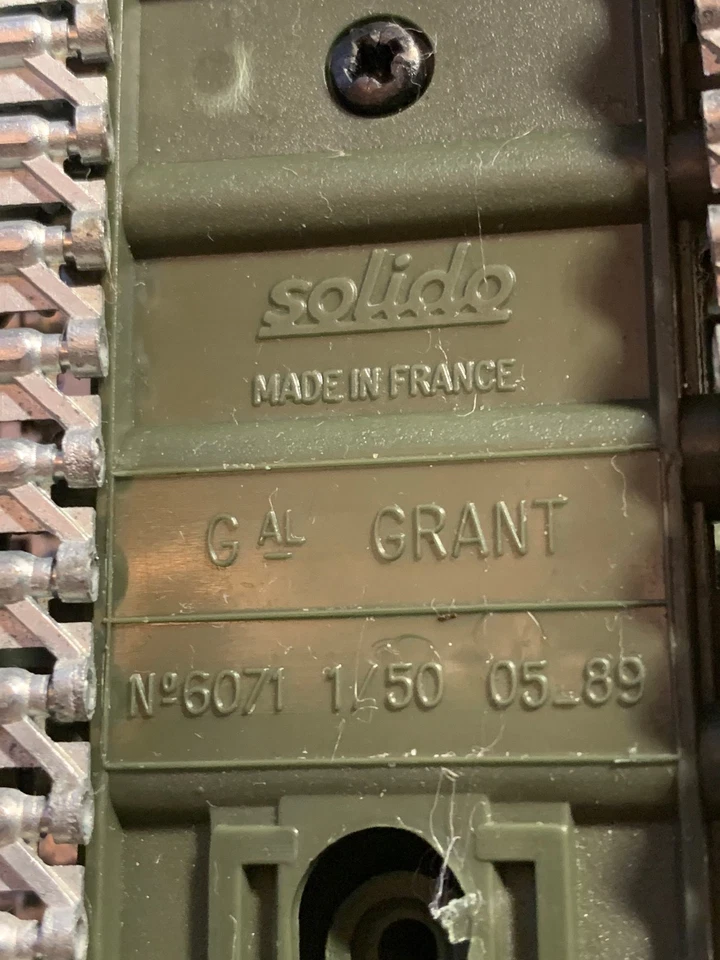 solido
MADE IN FRANCE
GAL GRANT
Nº6071 1/50 05_89